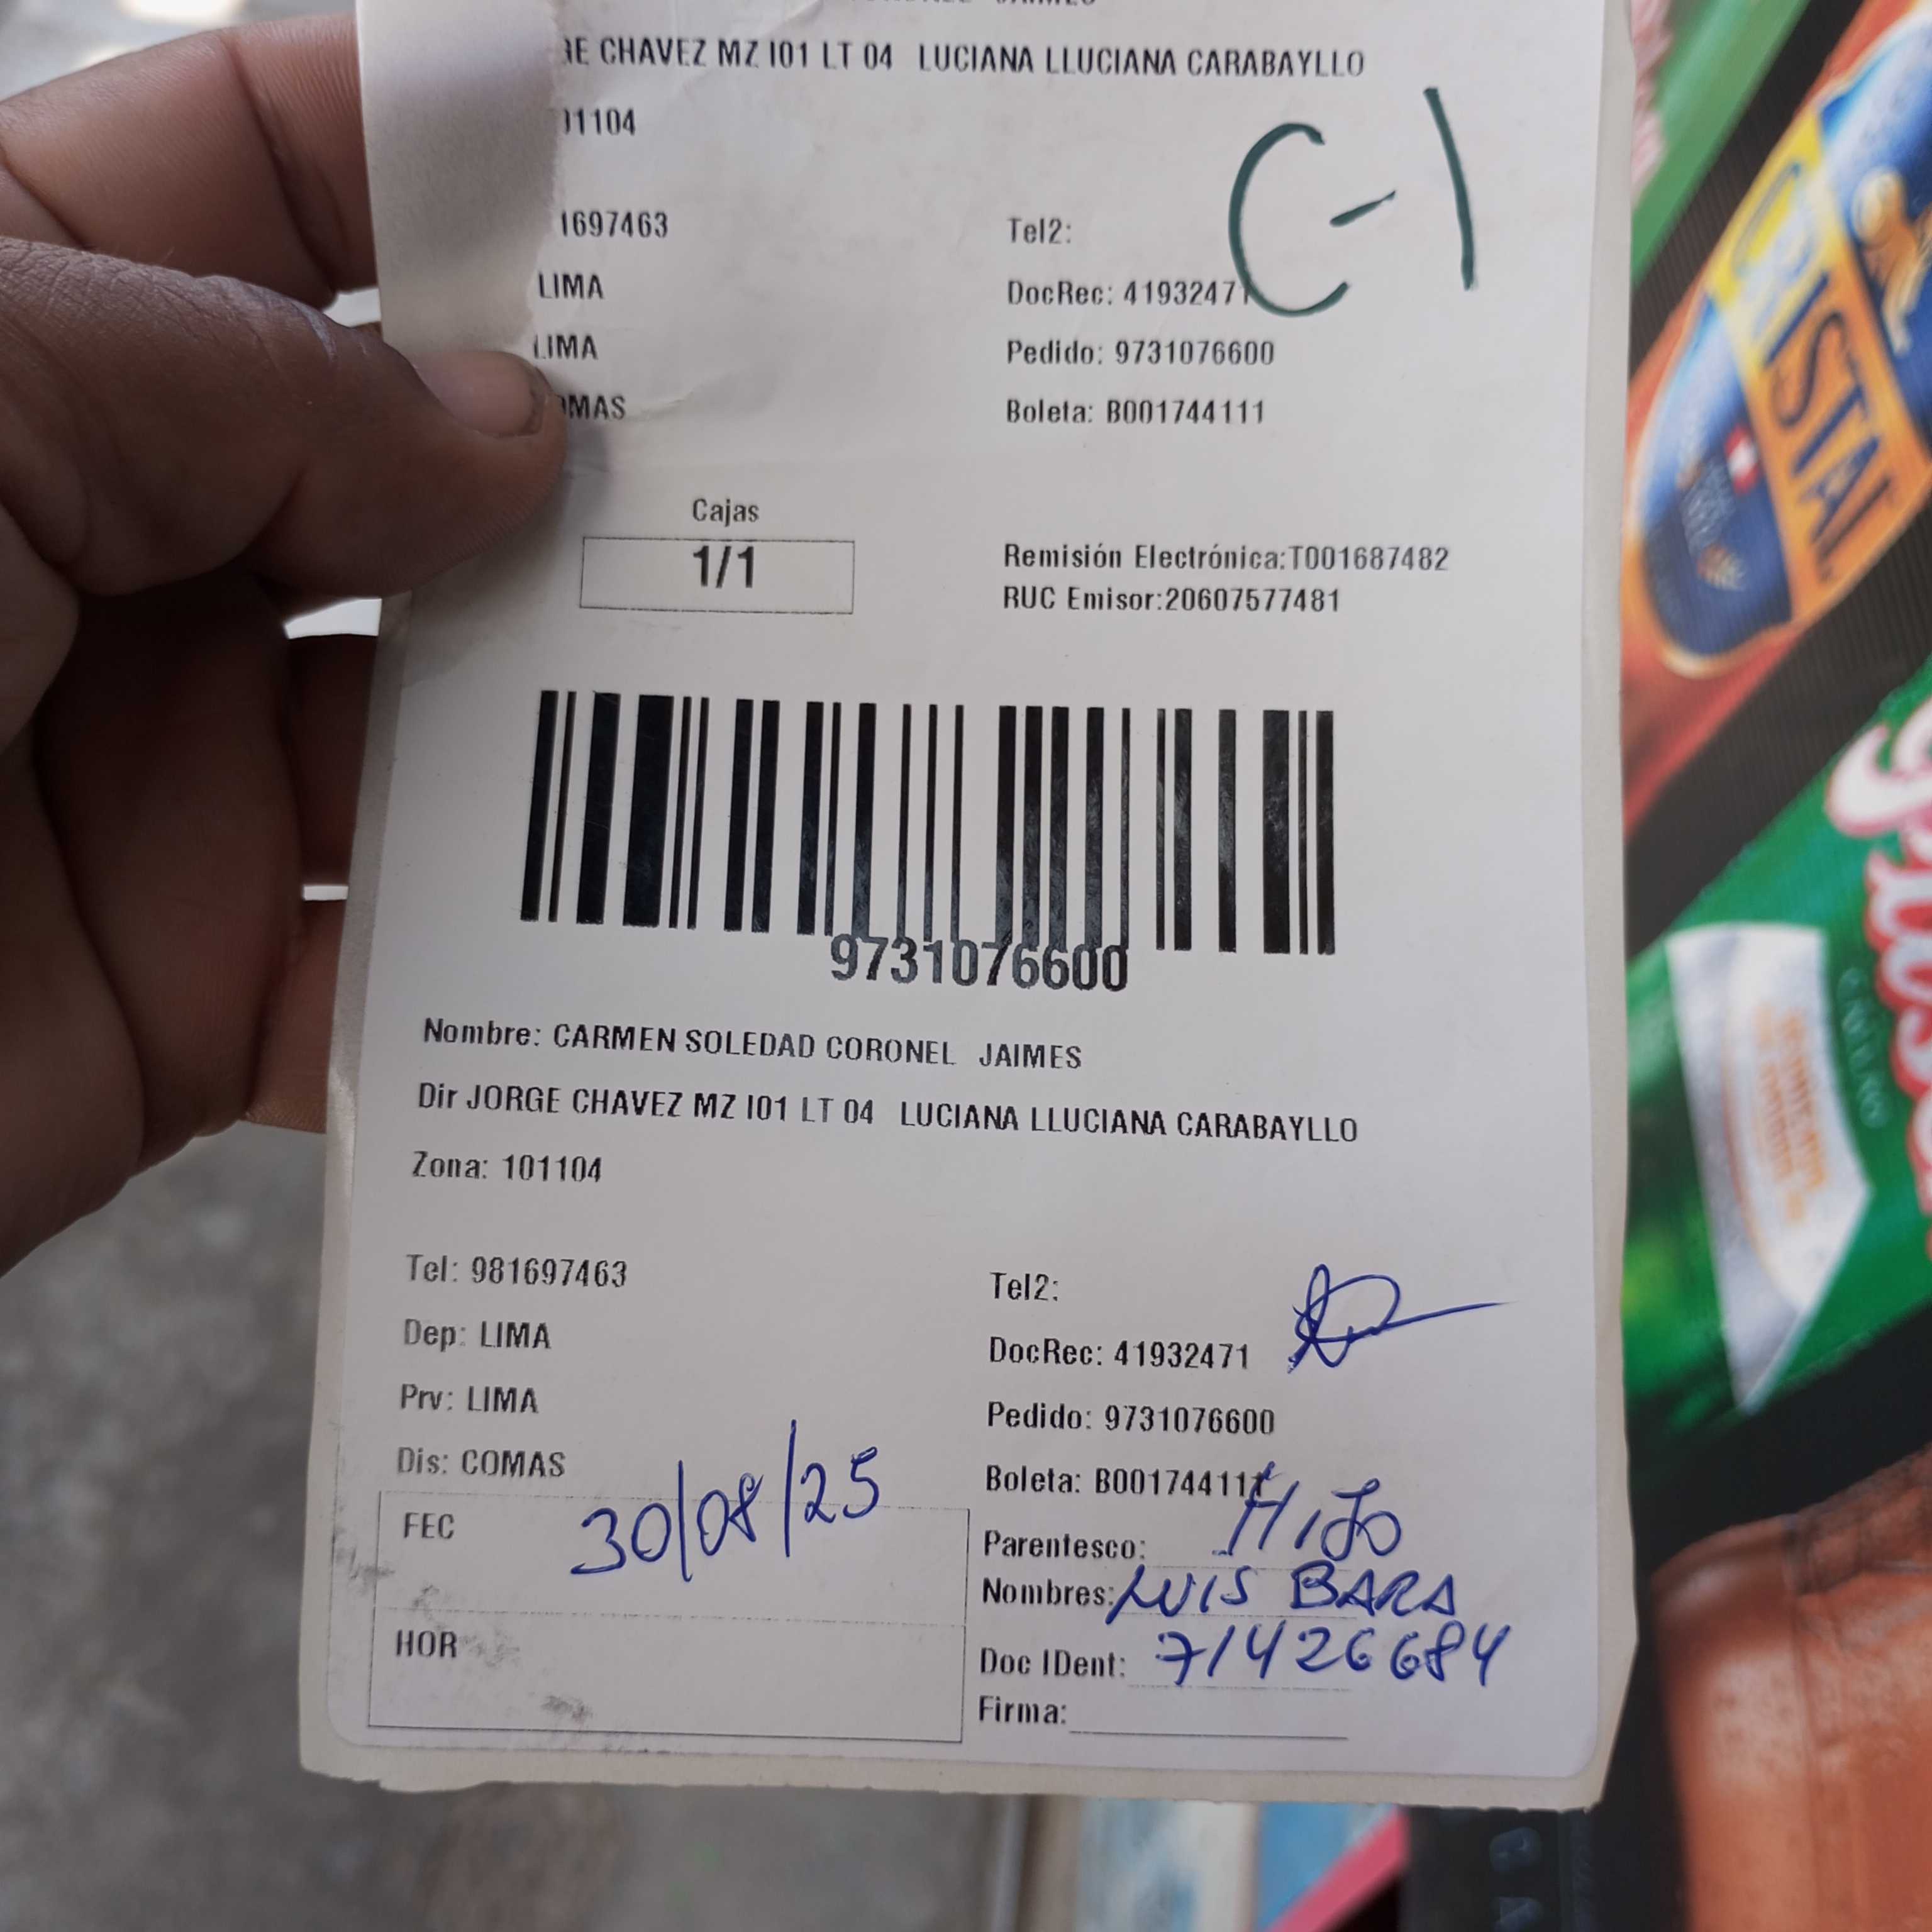 JE CHAVEZ MZ I01 LT 04 LUCIANA LLUCIANA CARABAYLLO
1104
C-1
1697463
Tel2:
LIMA
DocRec: 41932471
LIMA
Pedido: 9731076600
OMAS
Boleta: B001744111
Cajas
1/1
Remisión Electrónica:T001687482
RUC Emisor:20607577481
9731076600
Nombre: CARMEN SOLEDAD CORONEL JAIMES
Dir JORGE CHAVEZ MZ I01 LT 04 LUCIANA LLUCIANA CARABAYLLO
Zona: 101104
Tel: 981697463
Tel2:
Dep: LIMA
DocRec: 41932471
Prv: LIMA
Pedido: 9731076600
Dis: COMAS
Boleta: B001744111
FEC 30/08/25
Parentesco: HIJO
Nombres: LUIS BARA
HOR
Doc IDent: 71426684
Firma:
CRISTAL